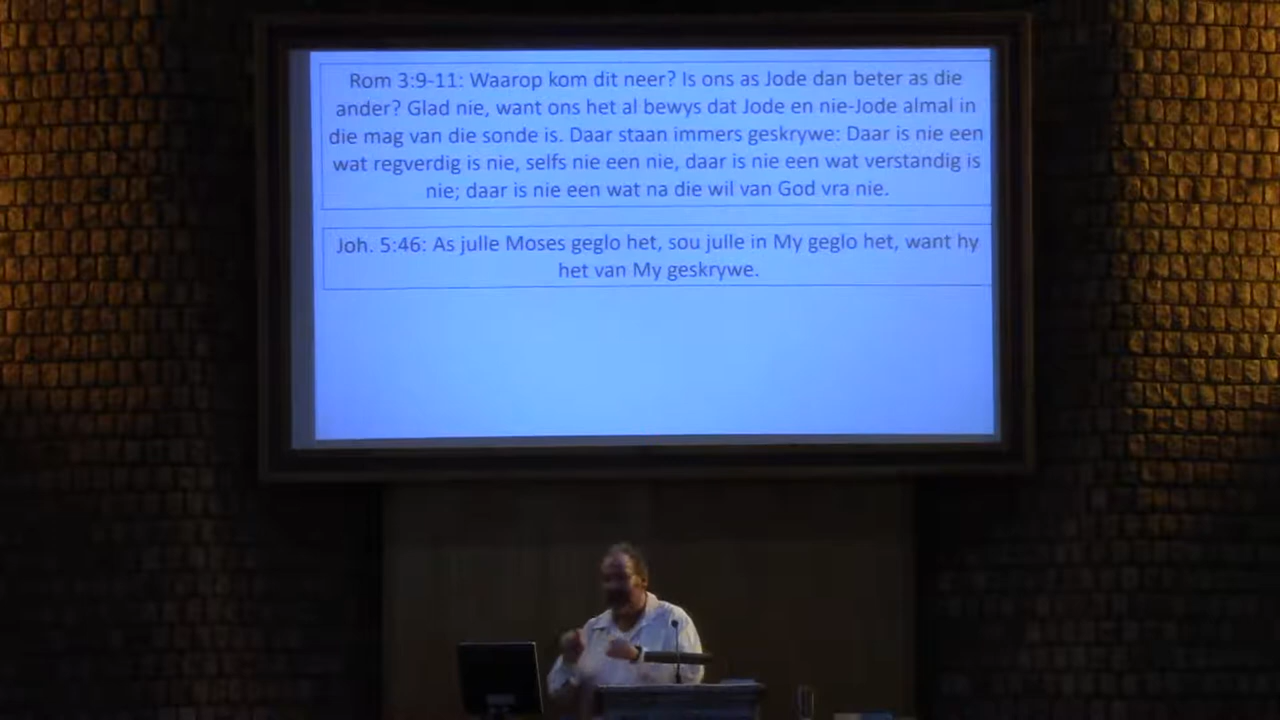 Rom 3:9-11: Waarop kom dit neer? Is ons as Jode dan beter as die
ander? Glad nie, want ons het al bewys dat Jode en nie-Jode almal in
die mag van die sonde is. Daar staan immers geskrywe: Daar is nie een
wat regverdig is nie, selfs nie een nie, daar is nie een wat verstandig is
nie; daar is nie een wat na die wil van God vra nie.
Joh. 5:46: As julle Moses geglo het, sou julle in My geglo het, want hy
het van My geskrywe.